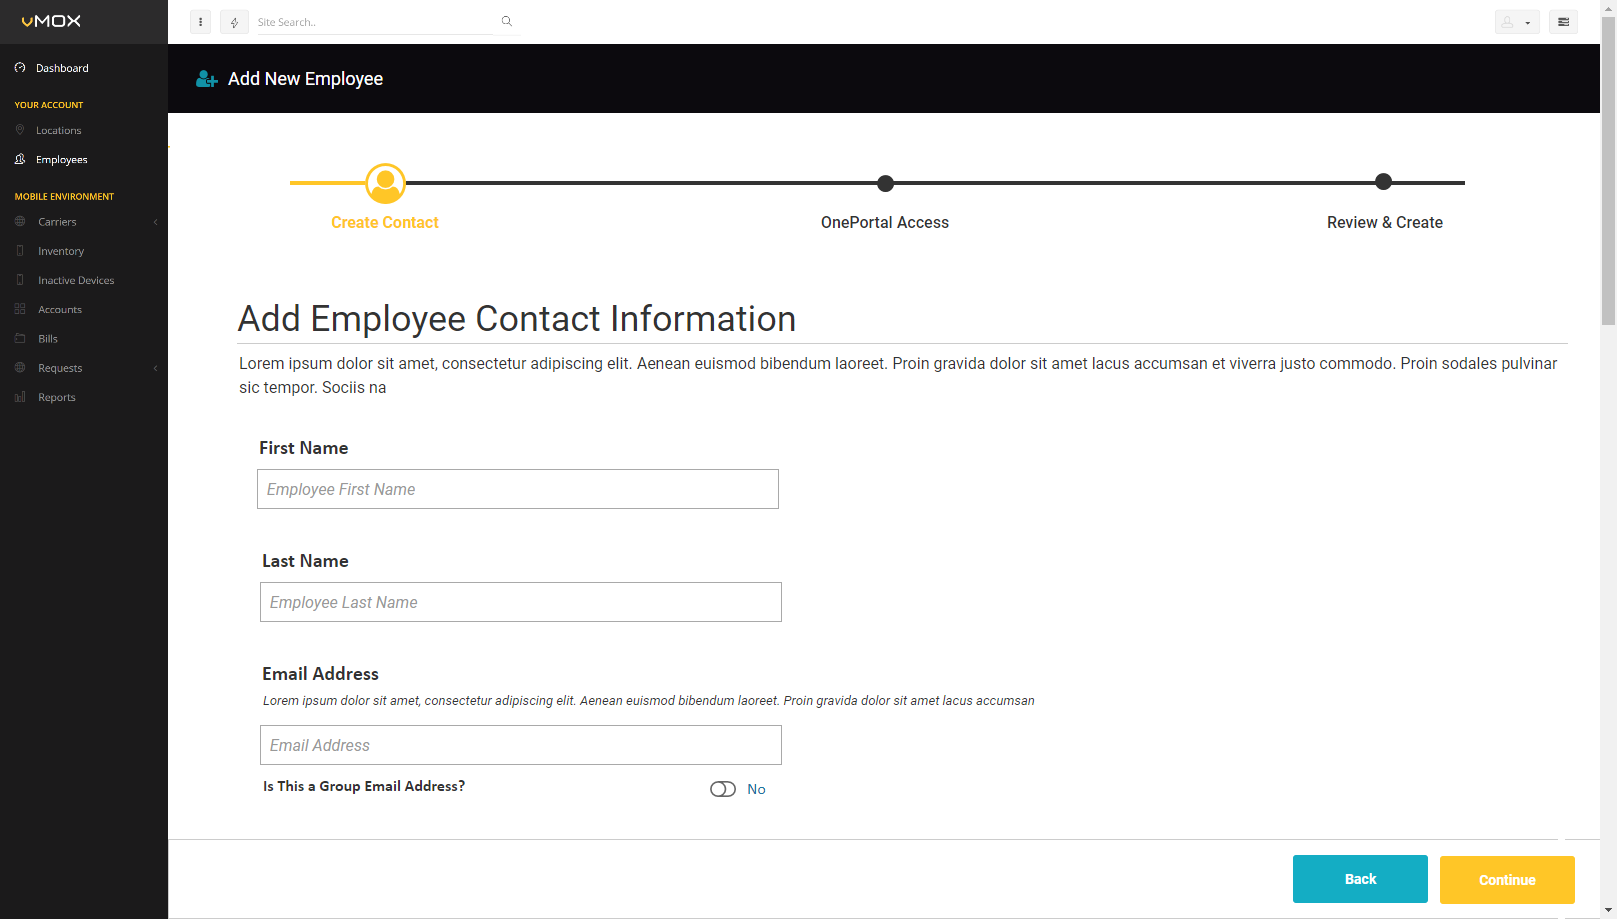 vMOX
Site Search..
Dashboard
YOUR ACCOUNT
Locations
Employees
MOBILE ENVIRONMENT
Carriers
Inventory
Inactive Devices
Accounts
Bills
Requests
Reports
Add New Employee
Create Contact
OnePortal Access
Review & Create
Add Employee Contact Information
Lorem ipsum dolor sit amet, consectetur adipiscing elit. Aenean euismod bibendum laoreet. Proin gravida dolor sit amet lacus accumsan et viverra justo commodo. Proin sodales pulvinar
sic tempor. Sociis na
First Name
Employee First Name
Last Name
Employee Last Name
Email Address
Lorem ipsum dolor sit amet, consectetur adipiscing elit. Aenean euismod bibendum laoreet. Proin gravida dolor sit amet lacus accumsan
Email Address
Is This a Group Email Address?
No
Back
Continue